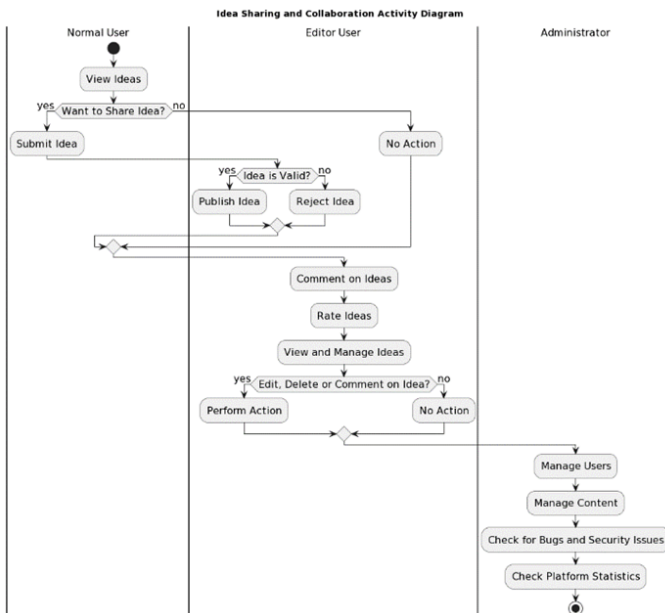 Idea Sharing and Collaboration Activity Diagram
Normal User
Editor User
Administrator
View Ideas
yes
Want to Share Idea?
no
Submit Idea
No Action
yes
Idea is Valid?
no
Publish Idea
Reject Idea
Comment on Ideas
Rate Ideas
View and Manage Ideas
yes
Edit, Delete or Comment on Idea?
no
Perform Action
No Action
Manage Users
Manage Content
Check for Bugs and Security Issues
Check Platform Statistics